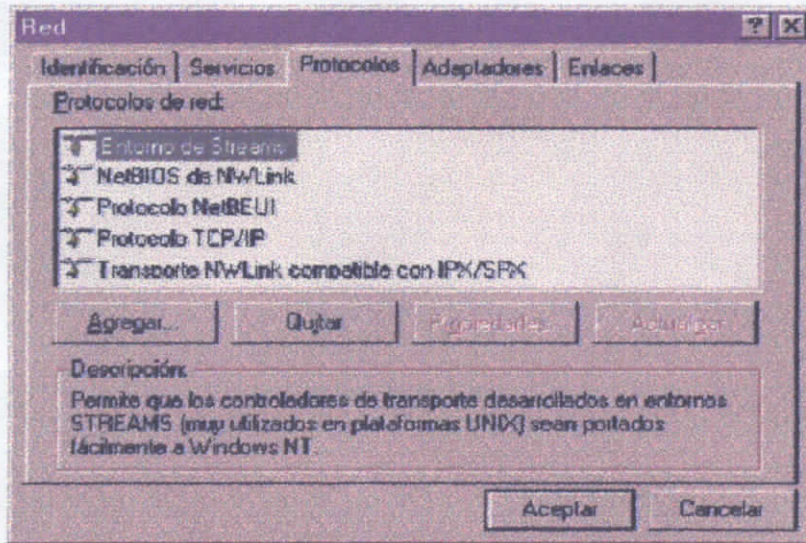 Red
Identificación Servicios Protocolos Adaptadores Enlaces
Protocolos de red:
Entorno de Streams
NetBIOS de NWLink
Protocolo NetBEUI
Protocolo TCP/IP
Transporte NWLink compatible con IPX/SPX
Agregar... Quitar Propiedades... Actualizar
Descripción:
Permite que los controladores de transporte desarrollados en entornos
STREAMS (muy utilizados en plataformas UNIX) sean portados
fácilmente a Windows NT.
Aceptar Cancelar